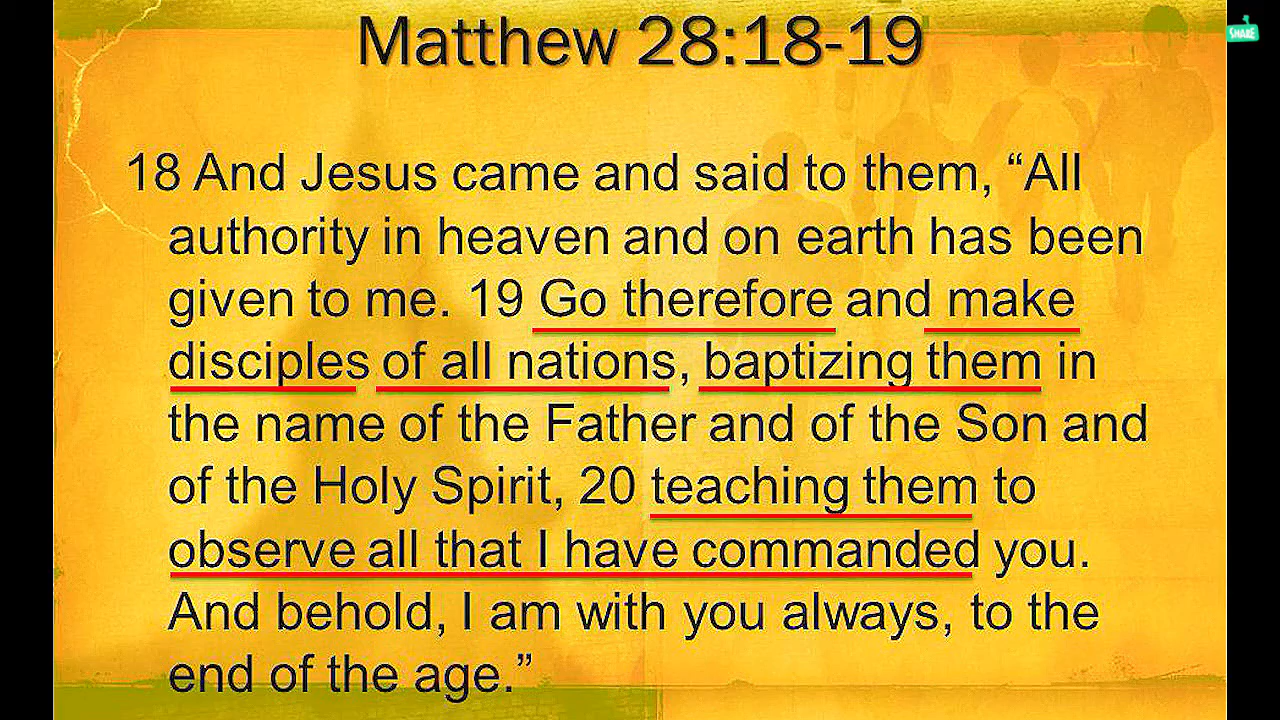 Matthew 28:18-19
SHARE
18 And Jesus came and said to them, “All
authority in heaven and on earth has been
given to me. 19 Go therefore and make
disciples of all nations, baptizing them in
the name of the Father and of the Son and
of the Holy Spirit, 20 teaching them to
observe all that I have commanded you.
And behold, I am with you always, to the
end of the age.”